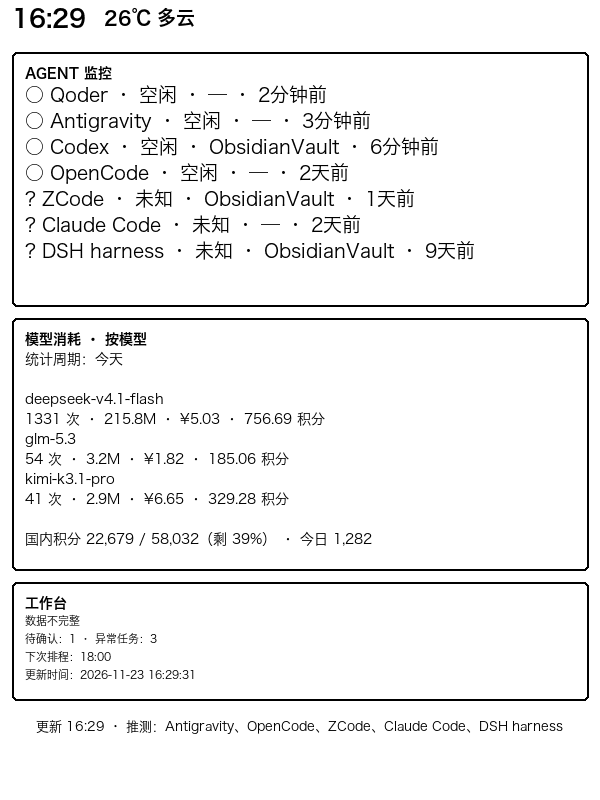 16:29 26℃ 多云
AGENT 监控
○ Qoder · 空闲 · — · 2分钟前
○ Antigravity · 空闲 · — · 3分钟前
○ Codex · 空闲 · ObsidianVault · 6分钟前
○ OpenCode · 空闲 · — · 2天前
? ZCode · 未知 · ObsidianVault · 1天前
? Claude Code · 未知 · — · 2天前
? DSH harness · 未知 · ObsidianVault · 9天前
模型消耗 · 按模型
统计周期：今天
deepseek-v4.1-flash
1331 次 · 215.8M · ¥5.03 · 756.69 积分
glm-5.3
54 次 · 3.2M · ¥1.82 · 185.06 积分
kimi-k3.1-pro
41 次 · 2.9M · ¥6.65 · 329.28 积分
国内积分 22,679 / 58,032（剩 39%） · 今日 1,282
工作台
数据不完整
待确认：1 · 异常任务：3
下次排程：18:00
更新时间：2026-11-23 16:29:31
更新 16:29 · 推测：Antigravity、OpenCode、ZCode、Claude Code、DSH harness